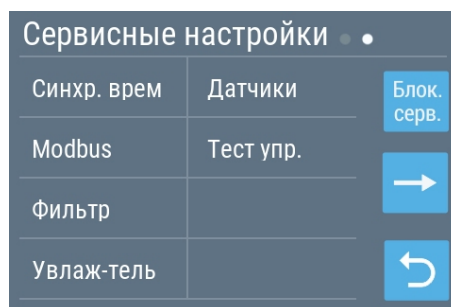 Сервисные настройки
Синхр. врем
Датчики
Блок.
серв.
Modbus
Тест упр.
Фильтр
Увлаж-тель